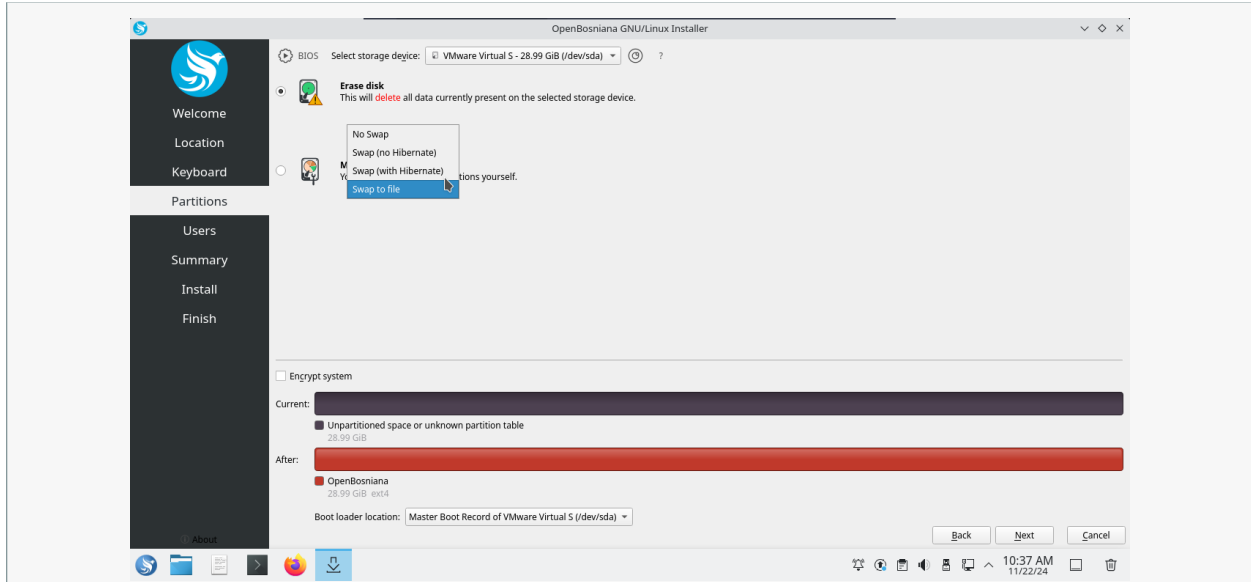 OpenBosniana GNU/Linux Installer
BIOS Select storage device: VMware Virtual S - 28.99 GiB (/dev/sda) ?
Erase disk
This will delete all data currently present on the selected storage device.
No Swap
Swap (no Hibernate)
Swap (with Hibernate)
Swap to file
M
tions yourself.
Welcome
Location
Keyboard
Partitions
Users
Summary
Install
Finish
About
Encrypt system
Current:
Unpartitioned space or unknown partition table
28.99 GiB
After:
OpenBosniana
28.99 GiB ext4
Boot loader location: Master Boot Record of VMware Virtual S (/dev/sda)
Back Next Cancel
10:37 AM
11/22/24